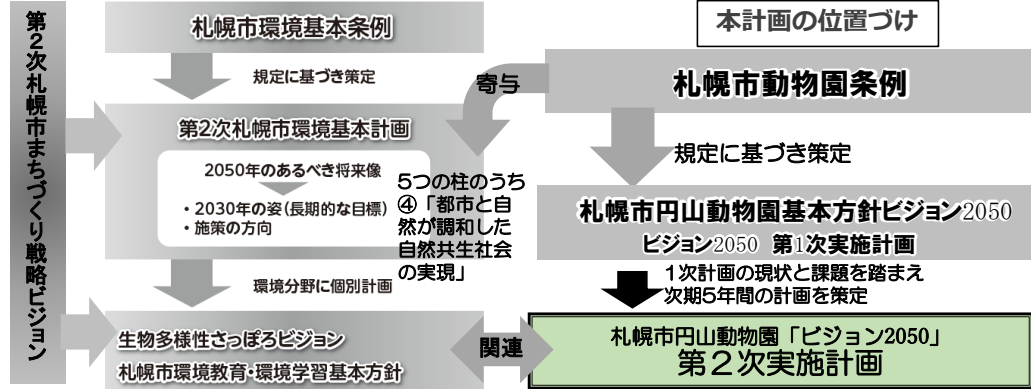 第２次札幌市まちづくり戦略ビジョン
札幌市環境基本条例
規定に基づき策定
第2次札幌市環境基本計画
2050年のあるべき将来像
・2030年の姿（長期的な目標）
・施策の方向
環境分野に個別計画
生物多様性さっぽろビジョン
札幌市環境教育・環境学習基本方針
本計画の位置づけ
札幌市動物園条例
寄与
5つの柱のうち
④「都市と自
然が調和した
自然共生社会
の実現」
規定に基づき策定
札幌市円山動物園基本方針ビジョン2050
ビジョン2050 第1次実施計画
１次計画の現状と課題を踏まえ
次期５年間の計画を策定
関連
札幌市円山動物園「ビジョン2050」
第２次実施計画